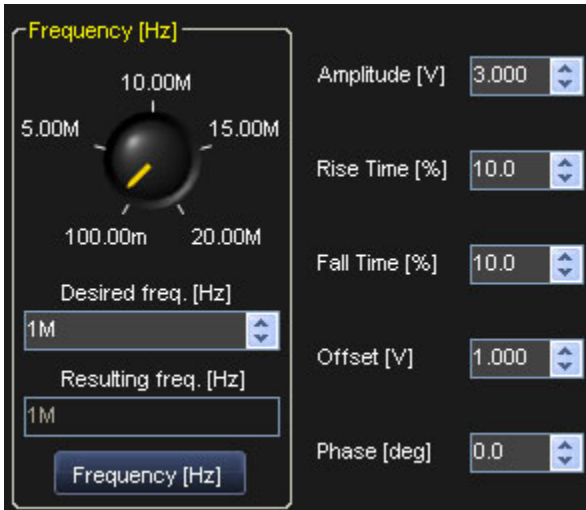 Frequency [Hz]
10.00M
5.00M
15.00M
100.00m
20.00M
Desired freq. [Hz]
1M
Resulting freq. [Hz]
1M
Frequency [Hz]
Amplitude [V] 3.000
Rise Time [%] 10.0
Fall Time [%] 10.0
Offset [V] 1.000
Phase [deg] 0.0